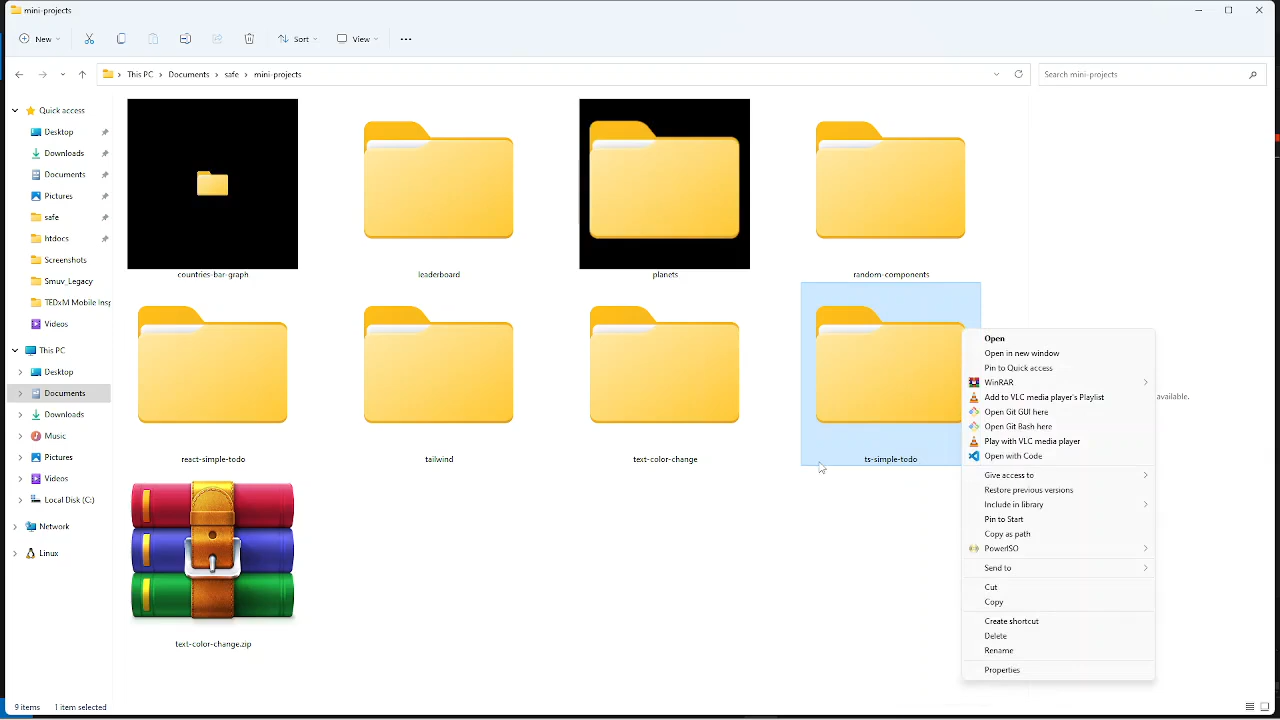 mini-projects
New
Sort
View
This PC
Documents
safe
mini-projects
Search mini-projects
Quick access
Desktop
Downloads
Documents
Pictures
safe
htdocs
Screenshots
Smuv_Legacy
TEDxM Mobile Insp
Videos
This PC
Desktop
Documents
Downloads
Music
Pictures
Videos
Local Disk (C:)
Network
Linux
countries-bar-graph
leaderboard
planets
random-components
react-simple-todo
tailwind
text-color-change
ts-simple-todo
text-color-change.zip
available.
Open
Open in new window
Pin to Quick access
WinRAR
Add to VLC media player's Playlist
Open Git GUI here
Open Git Bash here
Play with VLC media player
Open with Code
Give access to
Restore previous versions
Include in library
Pin to Start
Copy as path
PowerISO
Send to
Cut
Copy
Create shortcut
Delete
Rename
Properties
9 items
1 item selected